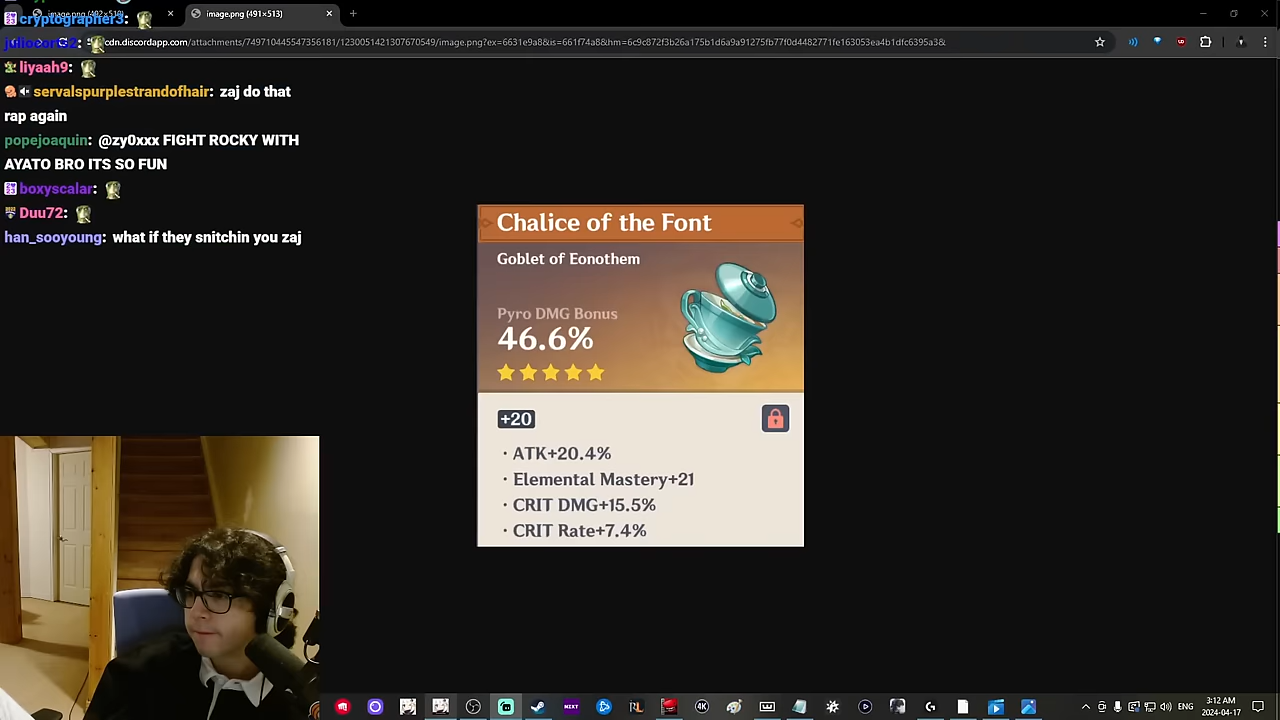 image.png (491×513)
cryptographer3:
cdn.discordapp.com/attachments/749710445547356181/1230051421307670549/image.png?ex=6631e9a8&is=661f74a8&hm=6c9c872f3b26a175b1d6a9a91275fb77f0d4482771fe163053ea4b1dfc6395a3&
liyaah9:
servalspurplestrandofhair: zaj do that
rap again
popejoaquin: @zy0xxx FIGHT ROCKY WITH
AYATO BRO ITS SO FUN
boxyscalar:
Duu72:
han_sooyoung: what if they snitchin you zaj
Chalice of the Font
Goblet of Eonothem
Pyro DMG Bonus
46.6%
+20
· ATK+20.4%
· Elemental Mastery+21
· CRIT DMG+15.5%
· CRIT Rate+7.4%
NEXT
4K
ENG
3:12 AM
2024-04-17